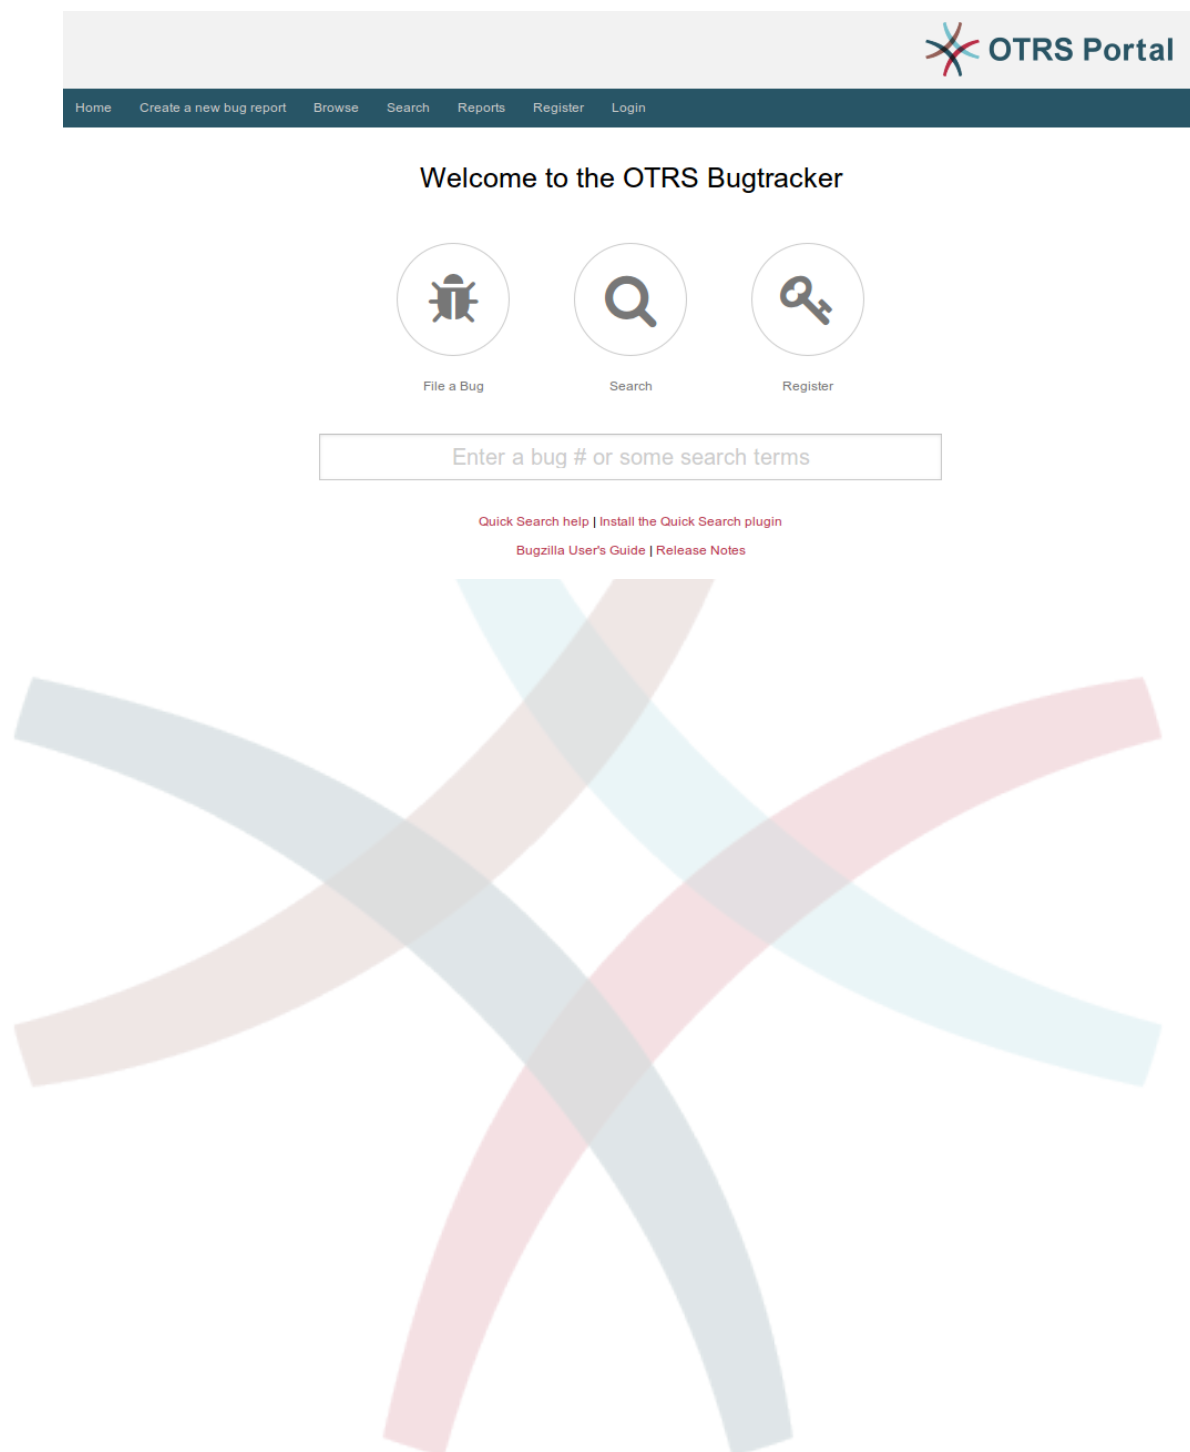 OTRS Portal
Home Create a new bug report Browse Search Reports Register Login
Welcome to the OTRS Bugtracker
File a Bug Search Register
Enter a bug # or some search terms
Quick Search help | Install the Quick Search plugin
Bugzilla User's Guide | Release Notes